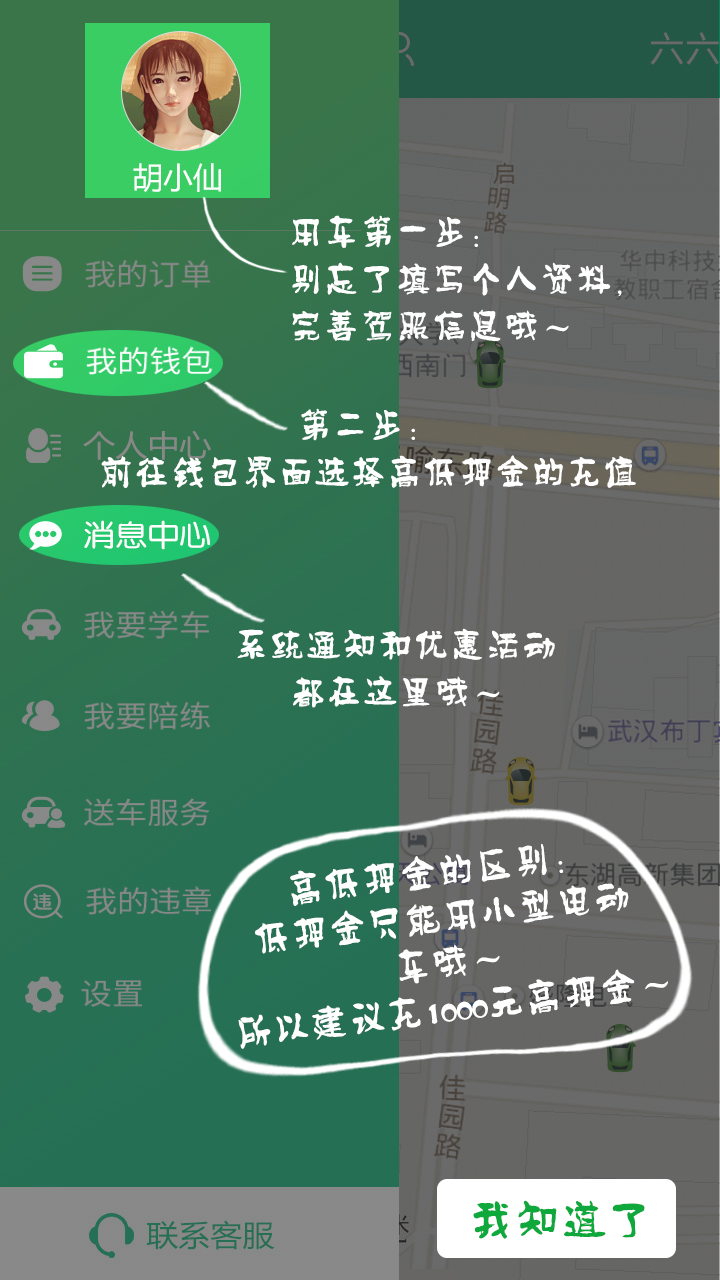 六六
胡小仙
启明路
用车第一步：
别忘了填写个人资料，
完善驾照信息哦～
我的订单
华中科技
教职工宿舍
西南门
我的钱包
第二步：
个人中心
喻东路
前往钱包界面选择高低押金的充值
消息中心
我要学车
系统通知和优惠活动
都在这里哦～
我要陪练
佳园路
武汉布丁宾
送车服务
高低押金的区别：
东湖高新集团
低押金只能用小型电动
车哦～
我的违章
违
所以建议充1000元高押金～
设置
佳园路
联系客服
米
我知道了